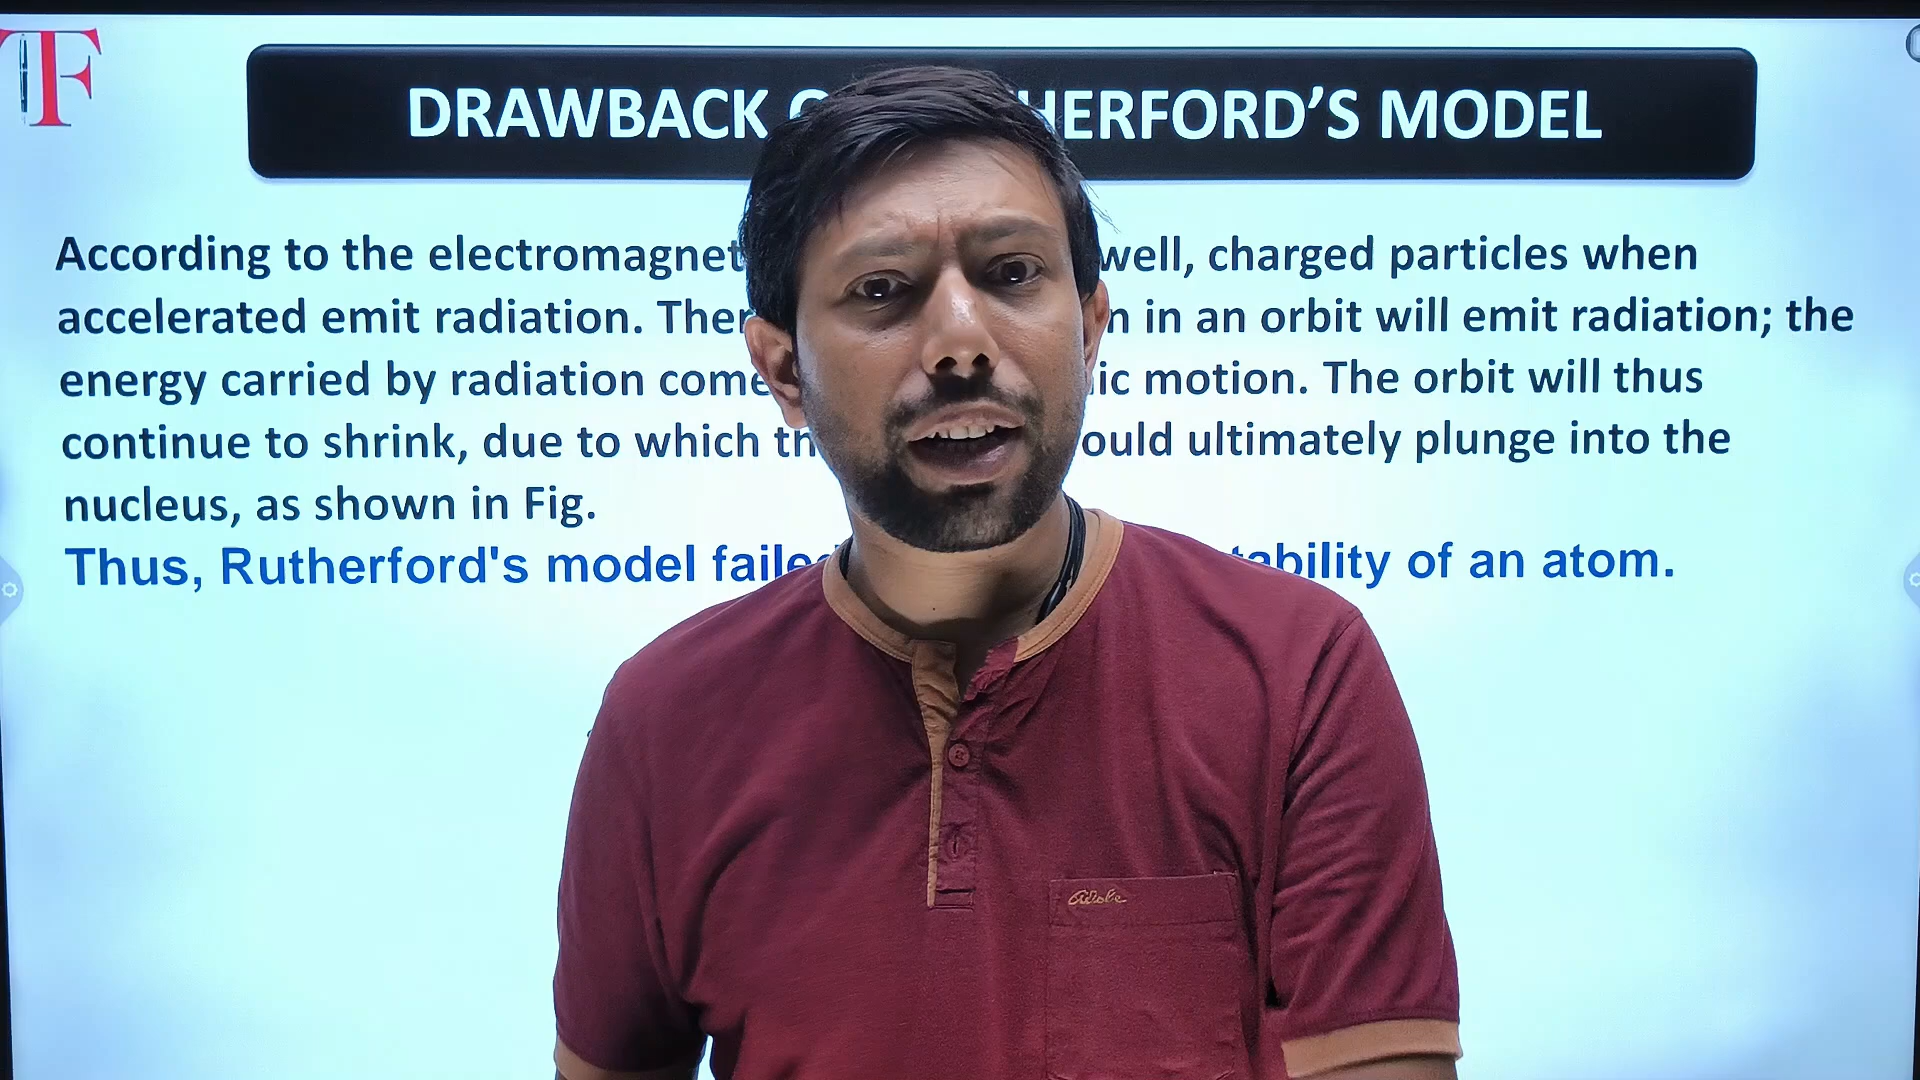 TF
DRAWBACK HERFORD'S MODEL
According to the electromagnet well, charged particles when
accelerated emit radiation. Ther n in an orbit will emit radiation; the
energy carried by radiation come ic motion. The orbit will thus
continue to shrink, due to which th ould ultimately plunge into the
nucleus, as shown in Fig.
Thus, Rutherford's model faile tability of an atom.